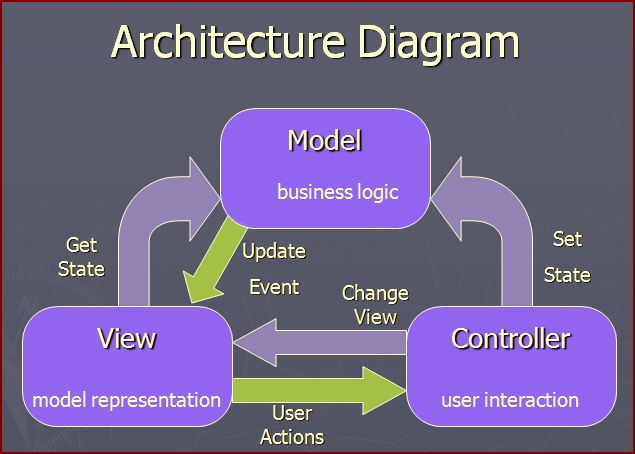 Architecture Diagram
Model
business logic
Get
State
Update
Event
Set
State
Change
View
View
model representation
Controller
user interaction
User
Actions